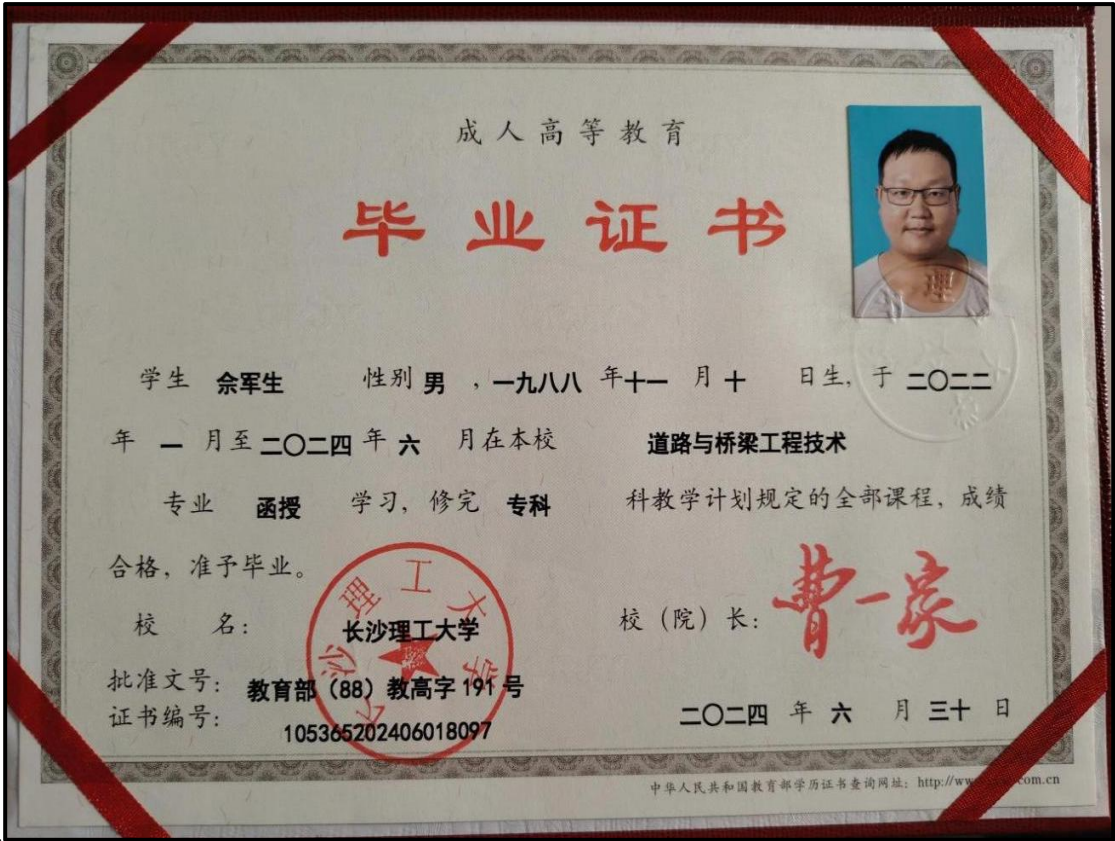 成人高等教育
毕业证书
学生 佘军生 性别 男 , 一九八八 年 十一 月 十 日生, 于 二〇二二
年 一 月至 二〇二四 年 六 月在本校 道路与桥梁工程技术
专业 函授 学习, 修完 专科 科教学计划规定的全部课程, 成绩
合格, 准予毕业。
校 名: 长沙理工大学
校(院)长: 曹一家
批准文号: 教育部(88)教高字 191 号
证书编号: 105365202406018097
二〇二四 年 六 月 三十 日
长沙理工大学
中华人民共和国教育部学历证书查询网址: http://ww
com.cn